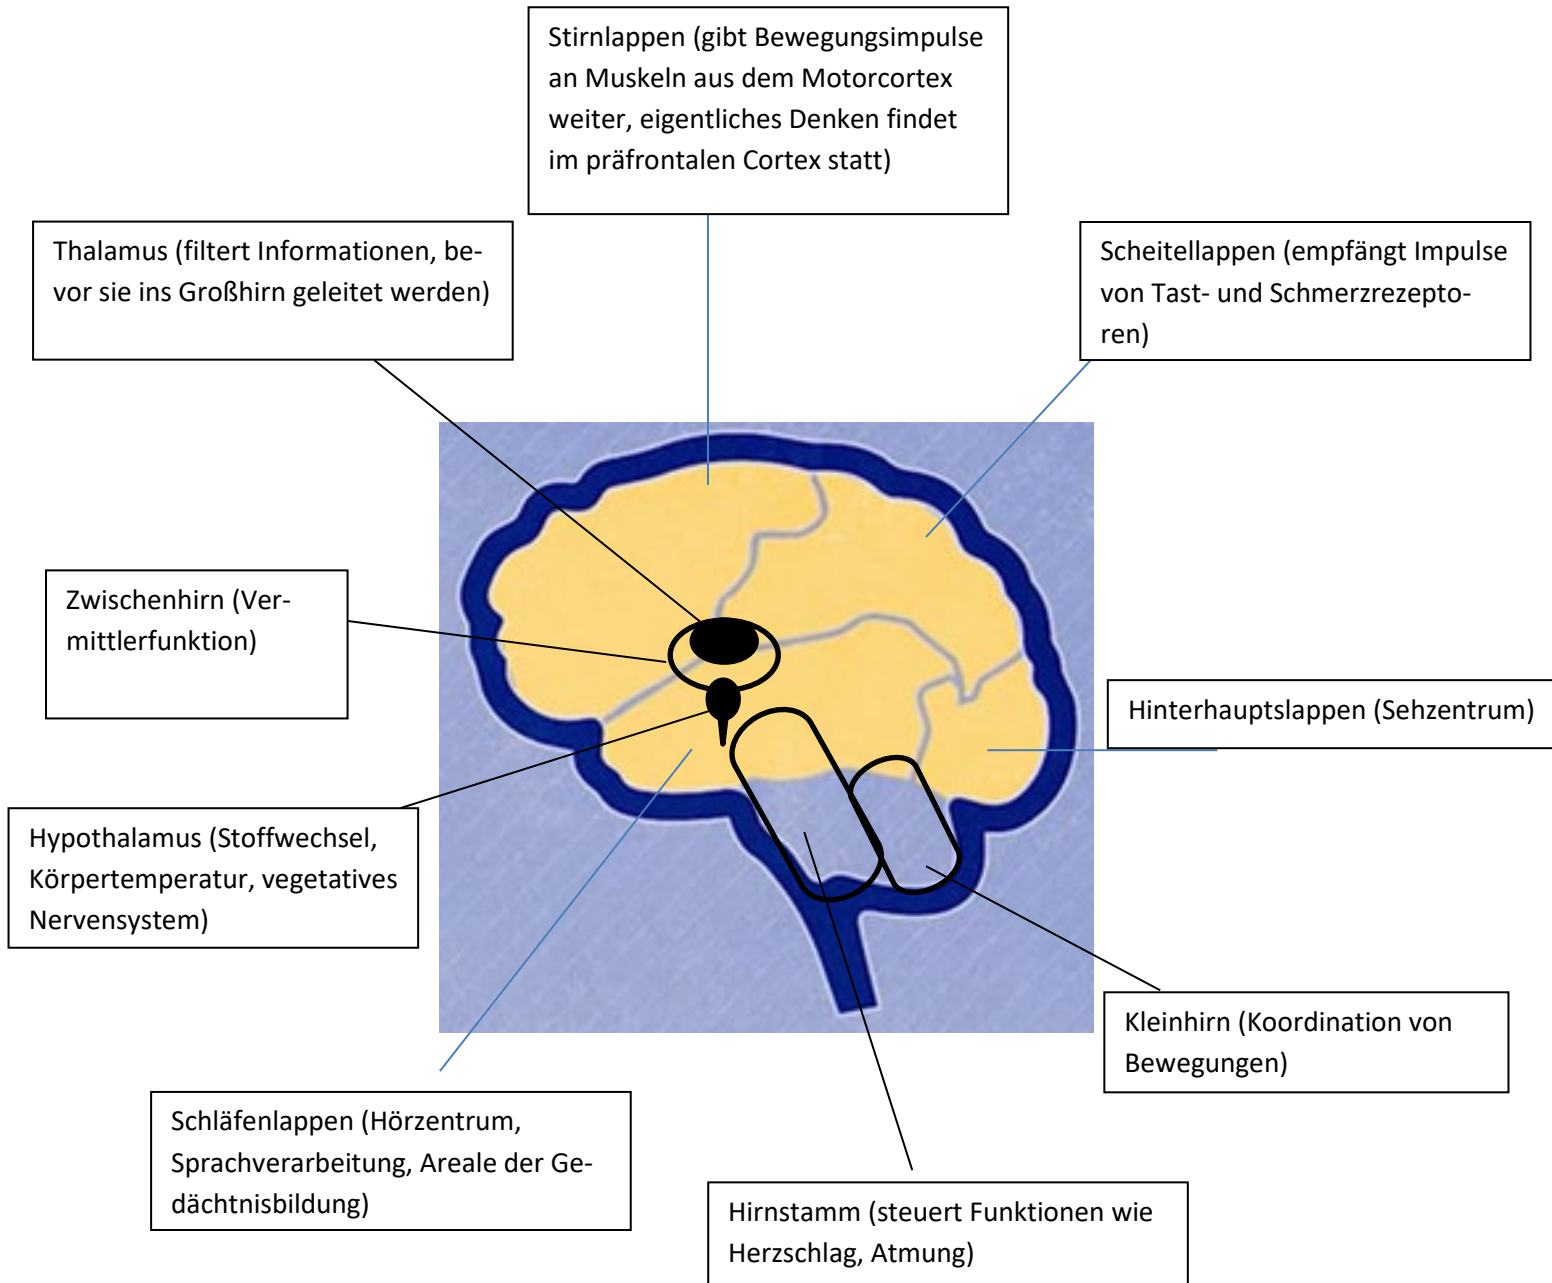 Stirnlappen (gibt Bewegungsimpulse
an Muskeln aus dem Motorcortex
weiter, eigentliches Denken findet
im präfrontalen Cortex statt)
Thalamus (filtert Informationen, be-
vor sie ins Großhirn geleitet werden)
Scheitellappen (empfängt Impulse
von Tast- und Schmerzrezepto-
ren)
Zwischenhirn (Ver-
mittlerfunktion)
Hinterhauptslappen (Sehzentrum)
Hypothalamus (Stoffwechsel,
Körpertemperatur, vegetatives
Nervensystem)
Kleinhirn (Koordination von
Bewegungen)
Schläfenlappen (Hörzentrum,
Sprachverarbeitung, Areale der Ge-
dächtnisbildung)
Hirnstamm (steuert Funktionen wie
Herzschlag, Atmung)